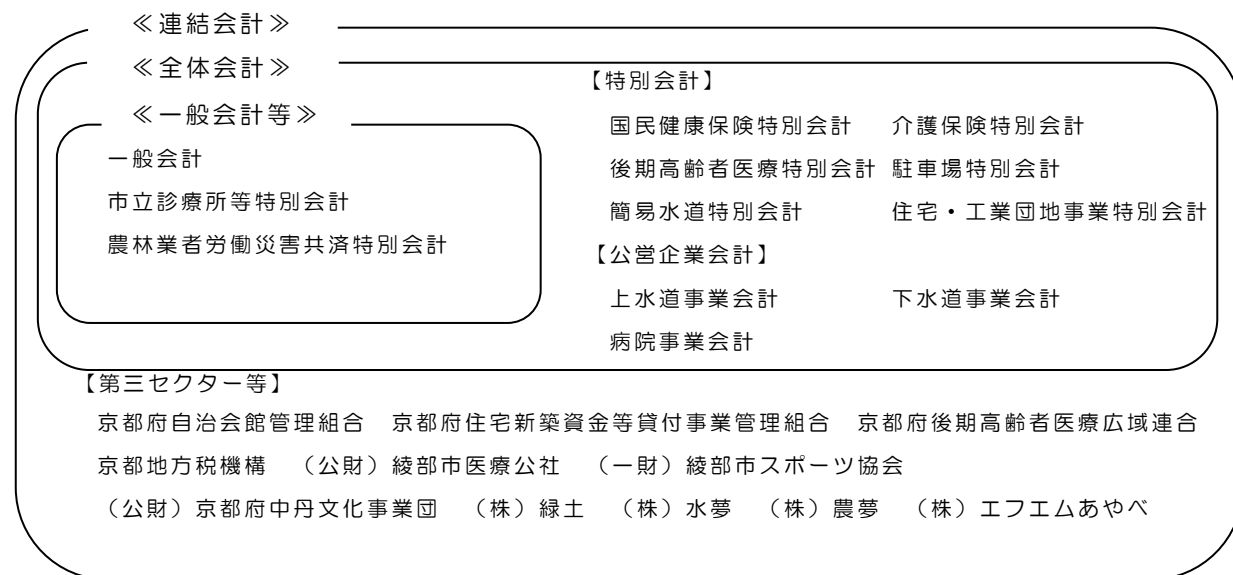 ≪連結会計≫
≪全体会計≫
≪一般会計等≫
一般会計
市立診療所等特別会計
農林業者労働災害共済特別会計
【特別会計】
国民健康保険特別会計 介護保険特別会計
後期高齢者医療特別会計 駐車場特別会計
簡易水道特別会計 住宅・工業団地事業特別会計
【公営企業会計】
上水道事業会計 下水道事業会計
病院事業会計
【第三セクター等】
京都府自治会館管理組合 京都府住宅新築資金等貸付事業管理組合 京都府後期高齢者医療広域連合
京都地方税機構 （公財）綾部市医療公社 （一財）綾部市スポーツ協会
（公財）京都府中丹文化事業団 （株）緑土 （株）水夢 （株）農夢 （株）エフエムあやべ